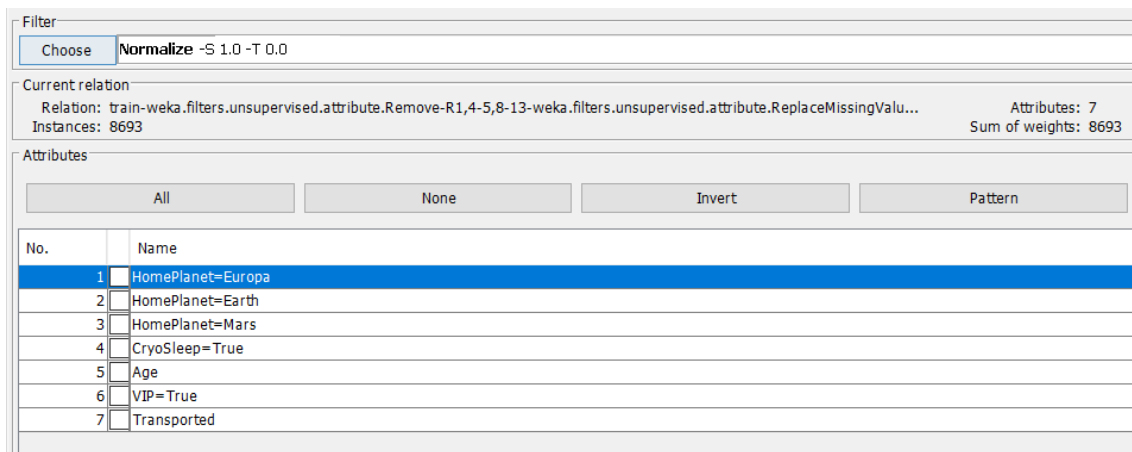 Filter
Choose Normalize -S 1.0 -T 0.0
Current relation
Relation: train-weka.filters.unsupervised.attribute.Remove-R1,4-5,8-13-weka.filters.unsupervised.attribute.ReplaceMissingValu... Attributes: 7
Instances: 8693 Sum of weights: 8693
Attributes
All None Invert Pattern
No. Name
1 HomePlanet=Europa
2 HomePlanet=Earth
3 HomePlanet=Mars
4 CryoSleep=True
5 Age
6 VIP=True
7 Transported